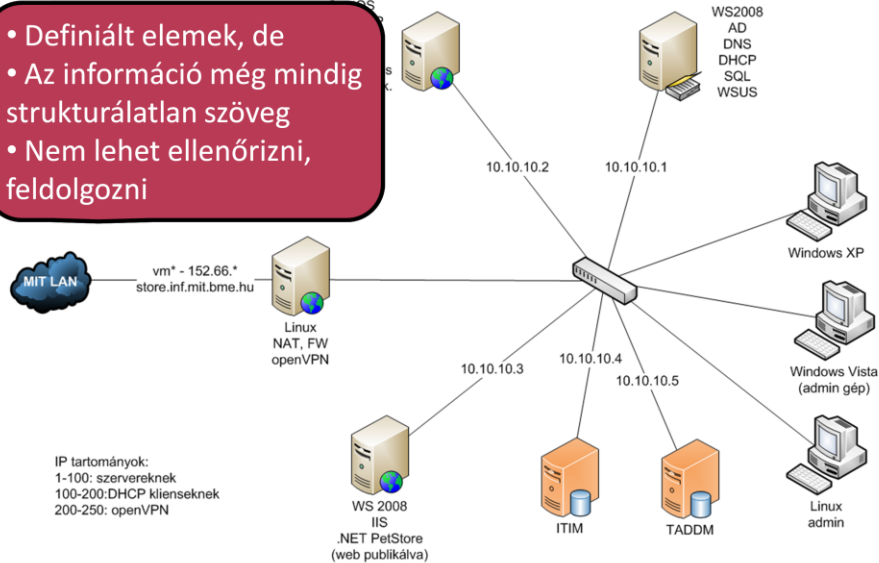 • Definiált elemek, de
• Az információ még mindig
strukturálatlan szöveg
• Nem lehet ellenőrizni,
feldolgozni
WS2008
AD
DNS
DHCP
SQL
WSUS
10.10.10.2
10.10.10.1
Windows XP
MIT LAN
vm* - 152.66.*
store.inf.mit.bme.hu
Linux
NAT, FW
openVPN
Windows Vista
(admin gép)
10.10.10.3
10.10.10.4
10.10.10.5
Linux
admin
IP tartományok:
1-100: szervereknek
100-200:DHCP klienseknek
200-250: openVPN
WS 2008
IIS
.NET PetStore
(web publikálva)
ITIM
TADDM